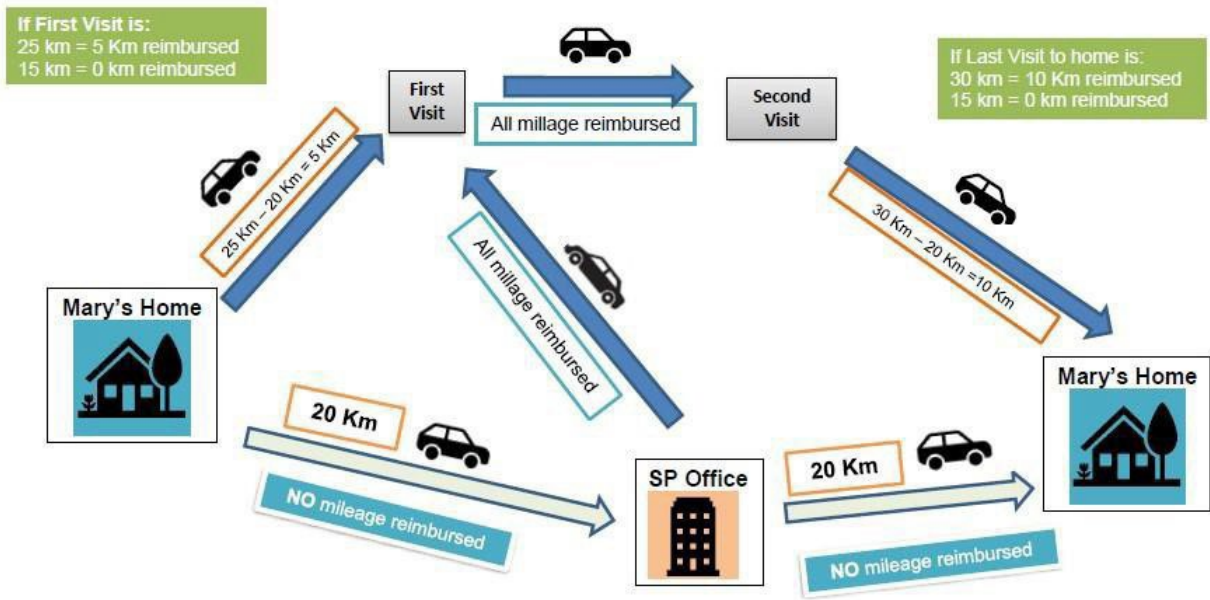 If First Visit is:
25 km = 5 Km reimbursed
15 km = 0 km reimbursed
If Last Visit to home is:
30 km = 10 Km reimbursed
15 km = 0 km reimbursed
First
Visit
All millage reimbursed
Second
Visit
25 Km – 20 Km = 5 Km
All millage reimbursed
30 Km – 20 Km =10 Km
Mary's Home
Mary's Home
20 Km
NO mileage reimbursed
SP Office
20 Km
NO mileage reimbursed